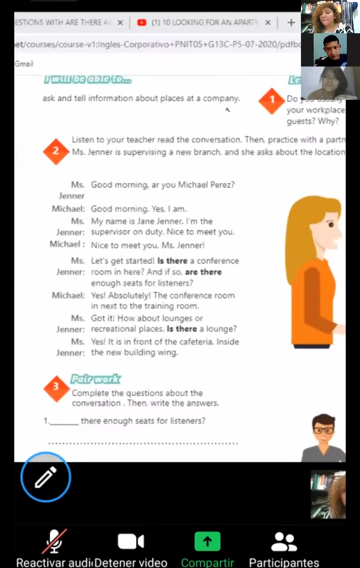 ESTIONS WITH ARE THERE A
(1) 10 LOOKING FOR AN APART
net/courses/course-v1:Ingles-Corporativo+PNIT05+G13C-P5-07-2020/pdfbo
Gmail
I will be able to...
ask and tell information about places at a company.
1
Do you usually
your workplace
guests? Why?
2
Listen to your teacher read the conversation. Then, practice with a partn
Ms. Jenner is supervising a new branch, and she asks about the location
Ms. Good morning, ar you Michael Perez?
Jenner
Michael: Good morning, Yes, I am.
Ms. My name is Jane Jenner, I'm the
Jenner: supervisor on duty. Nice to meet you.
Michael : Nice to meet you, Ms. Jenner!
Ms. Let's get started! Is there a conference
Jenner: room in here? And if so, are there
enough seats for listeners?
Michael: Yes! Absolutely! The conference room
in next to the training room.
Ms. Got it! How about lounges or
Jenner: recreational places. Is there a lounge?
Ms. Yes! It is in front of the cafeteria. Inside
Jenner: the new building wing.
3
Pair work
Complete the questions about the
conversation . Then, write the answers.
1.______ there enough seats for listeners?
Reactivar audi
Detener video
Compartir
Participantes